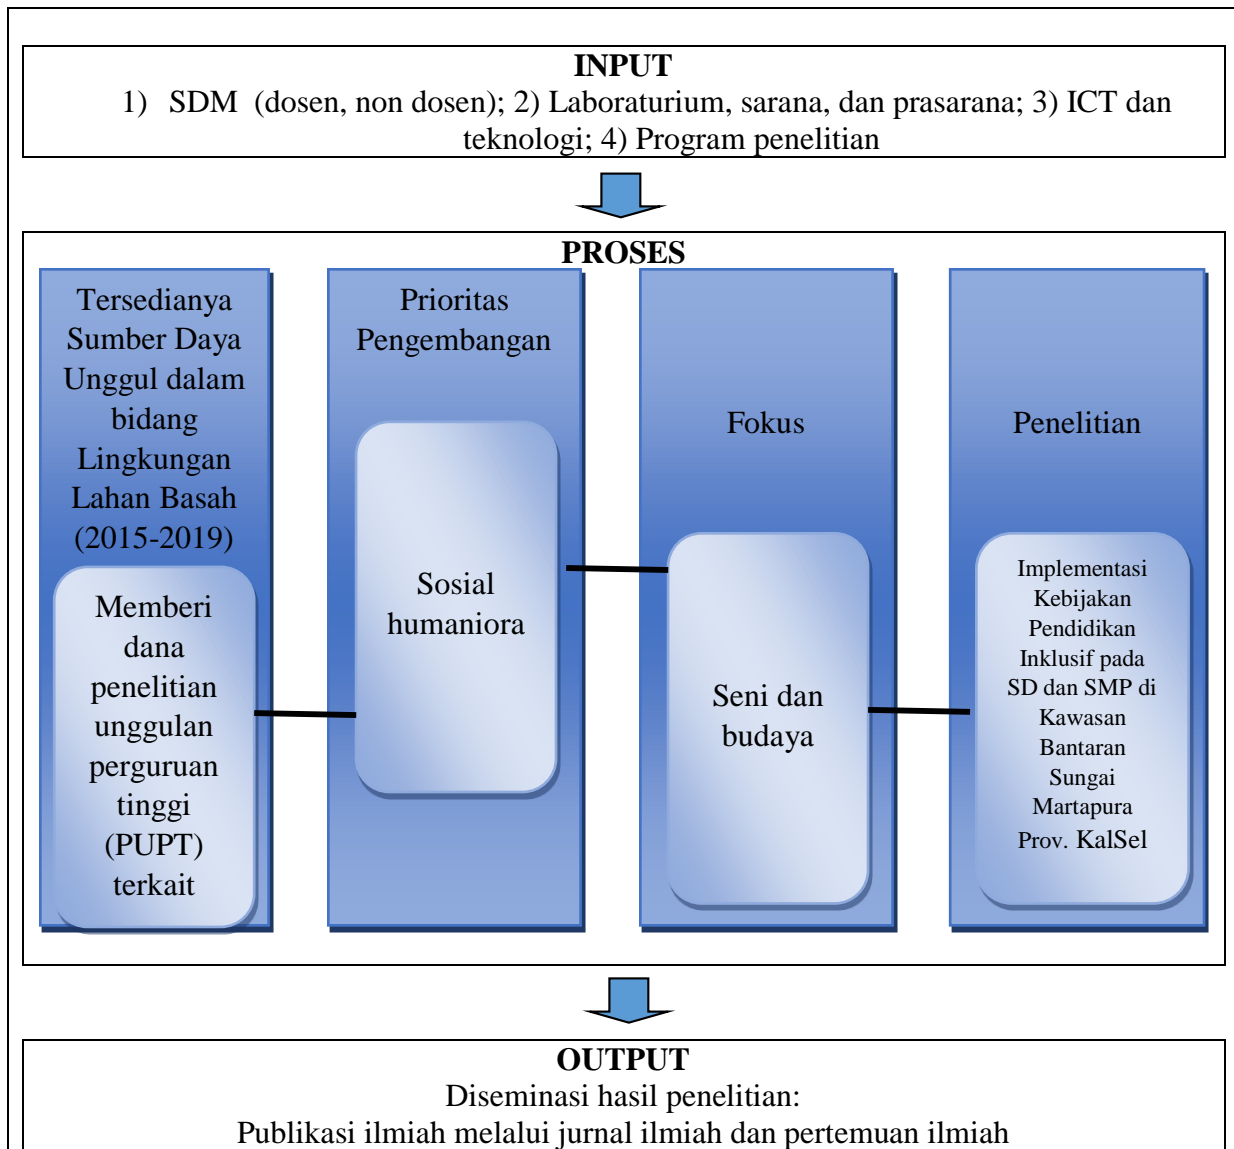 INPUT
1) SDM (dosen, non dosen); 2) Laboraturium, sarana, dan prasarana; 3) ICT dan
teknologi; 4) Program penelitian
PROSES
Tersedianya
Sumber Daya
Unggul dalam
bidang
Lingkungan
Lahan Basah
(2015-2019)
Memberi
dana
penelitian
unggulan
perguruan
tinggi
(PUPT)
terkait
Prioritas
Pengembangan
Sosial
humaniora
Fokus
Seni dan
budaya
Penelitian
Implementasi
Kebijakan
Pendidikan
Inklusif pada
SD dan SMP di
Kawasan
Bantaran
Sungai
Martapura
Prov. KalSel
OUTPUT
Diseminasi hasil penelitian:
Publikasi ilmiah melalui jurnal ilmiah dan pertemuan ilmiah